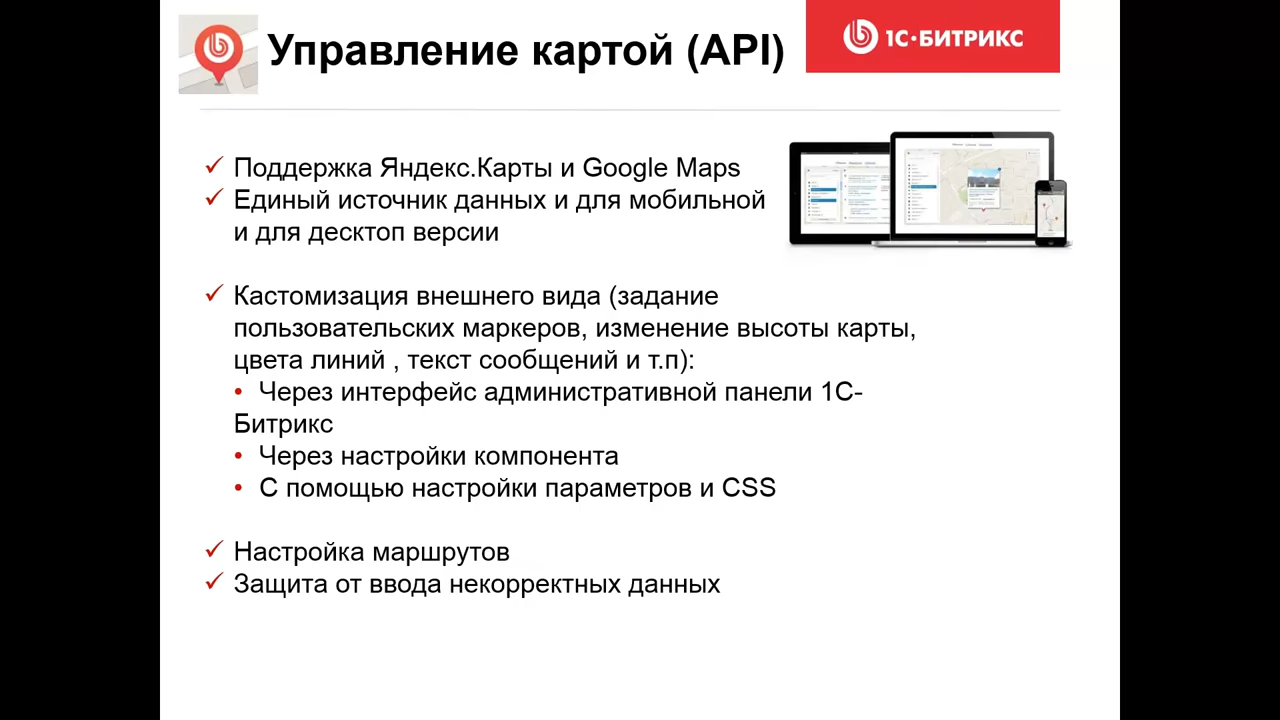 Управление картой (API)
1С·БИТРИКС
Поддержка Яндекс.Карты и Google Maps
Единый источник данных и для мобильной
и для десктоп версии
Кастомизация внешнего вида (задание
пользовательских маркеров, изменение высоты карты,
цвета линий , текст сообщений и т.п):
• Через интерфейс административной панели 1С-
Битрикс
• Через настройки компонента
• С помощью настройки параметров и CSS
Настройка маршрутов
Защита от ввода некорректных данных